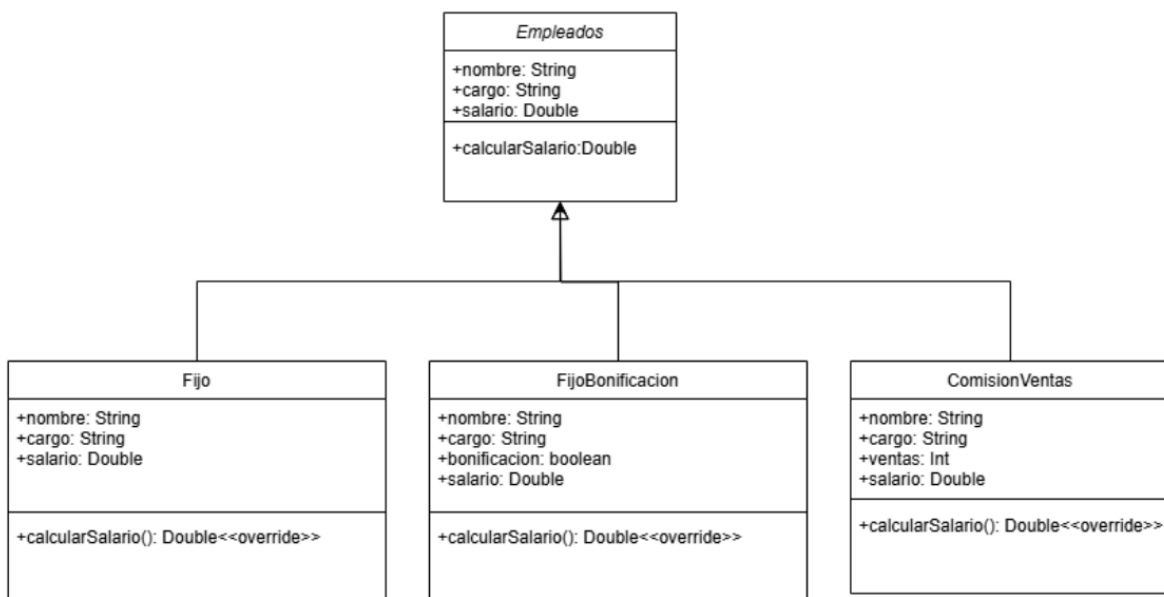 Empleados
+nombre: String
+cargo: String
+salario: Double
+calcularSalario:Double
Fijo
+nombre: String
+cargo: String
+salario: Double
+calcularSalario(): Double<<override>>
FijoBonificacion
+nombre: String
+cargo: String
+bonificacion: boolean
+salario: Double
+calcularSalario(): Double<<override>>
ComisionVentas
+nombre: String
+cargo: String
+ventas: Int
+salario: Double
+calcularSalario(): Double<<override>>